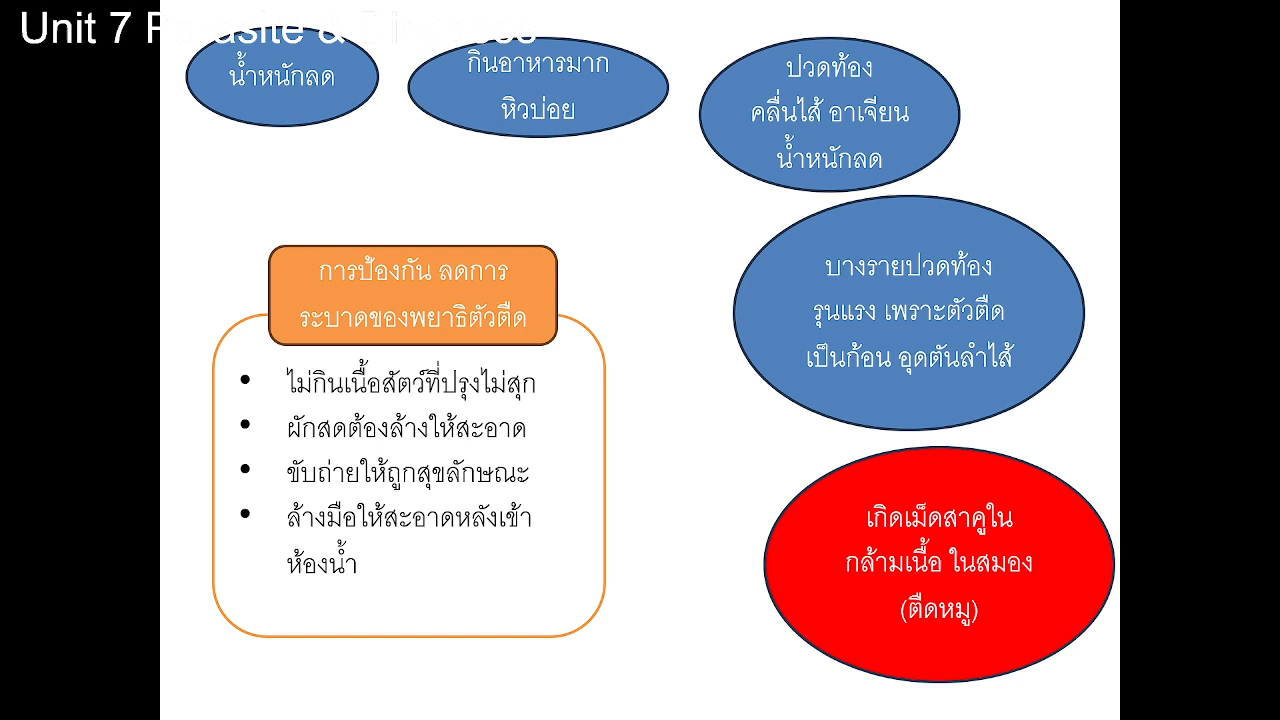 Unit 7 Parasite &
น้ำหนักลด
กินอาหารมาก
หิวบ่อย
ปวดท้อง
คลื่นไส้ อาเจียน
น้ำหนักลด
บางรายปวดท้อง
รุนแรง เพราะตัวตืด
เป็นก้อน อุดตันลำไส้
การป้องกัน ลดการ
ระบาดของพยาธิตัวตืด
• ไม่กินเนื้อสัตว์ที่ปรุงไม่สุก
• ผักสดต้องล้างให้สะอาด
• ขับถ่ายให้ถูกสุขลักษณะ
• ล้างมือให้สะอาดหลังเข้า
ห้องน้ำ
เกิดเม็ดสาคูใน
กล้ามเนื้อ ในสมอง
(ตืดหมู)